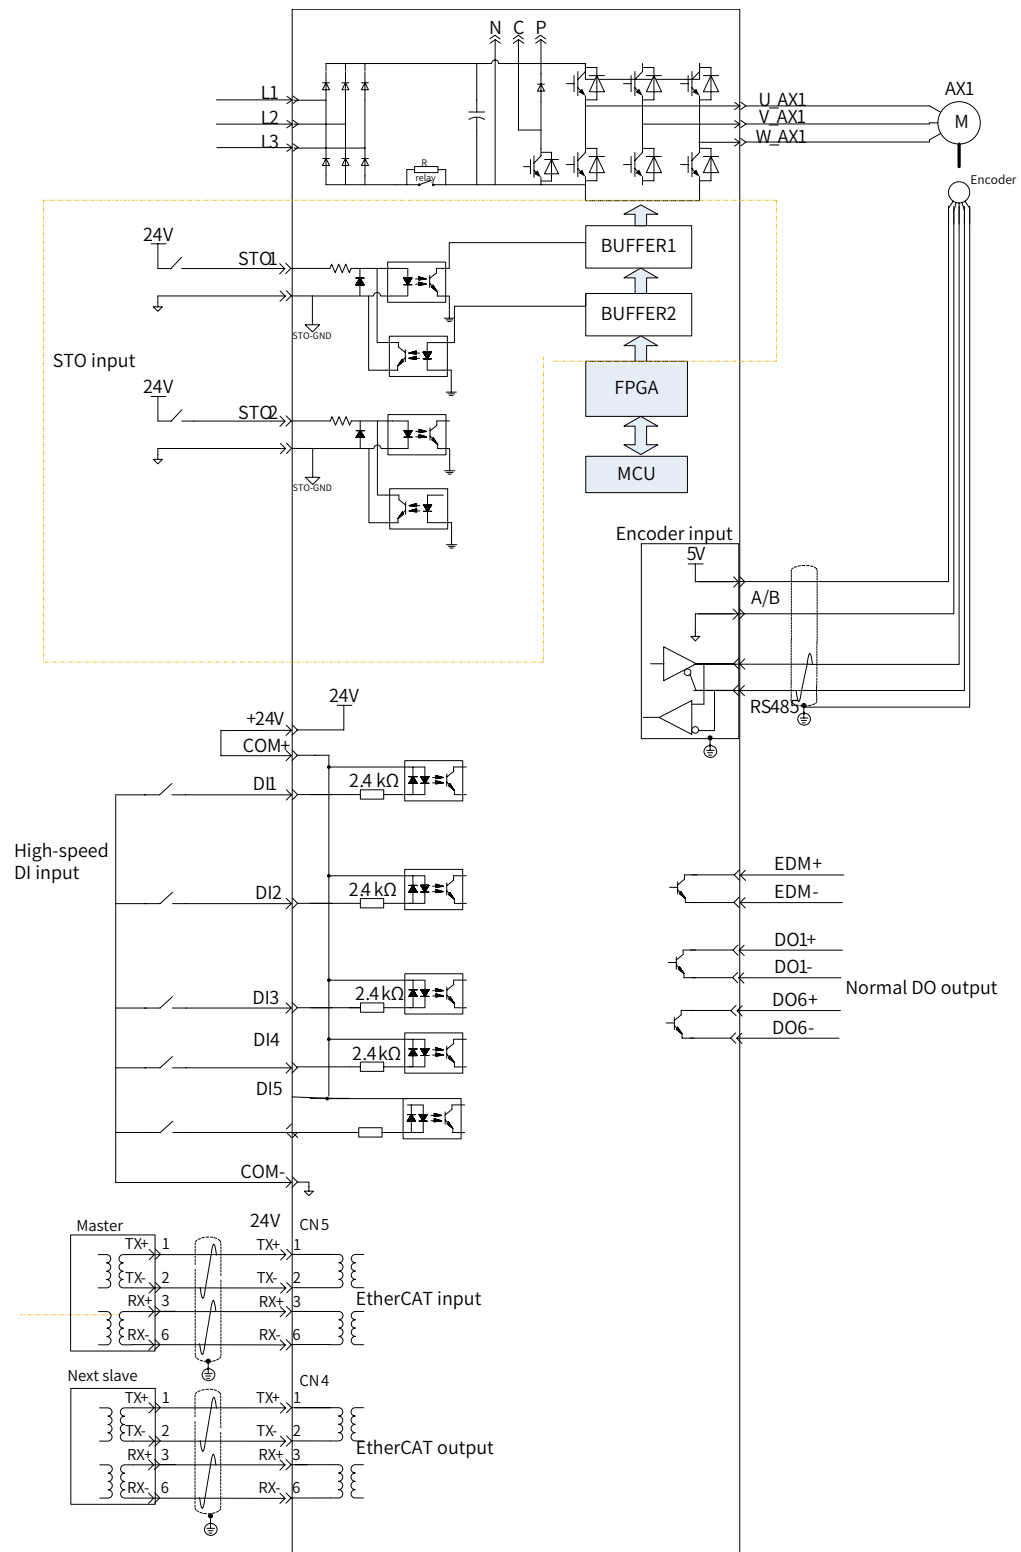 N C P
L1
L2
L3
R
relay
U_AX1
V_AX1
W_AX1
AX1
M
Encoder
24V
STO1
STO-GND
STO input
24V
STO2
STO-GND
BUFFER1
BUFFER2
FPGA
MCU
Encoder input
5V
A/B
RS485
24V
+24V
COM+
DI1
2.4 kΩ
High-speed
DI input
DI2
2.4 kΩ
DI3
2.4 kΩ
DI4
2.4 kΩ
DI5
COM-
EDM+
EDM-
DO1+
DO1-
Normal DO output
DO6+
DO6-
24V
CN5
Master
TX+ 1 TX+ 1
TX- 2 TX- 2
RX+ 3 RX+ 3
EtherCAT input
RX- 6 RX- 6
Next slave
CN4
TX+ 1 TX+ 1
TX- 2 TX- 2
EtherCAT output
RX+ 3 RX+ 3
RX- 6 RX- 6